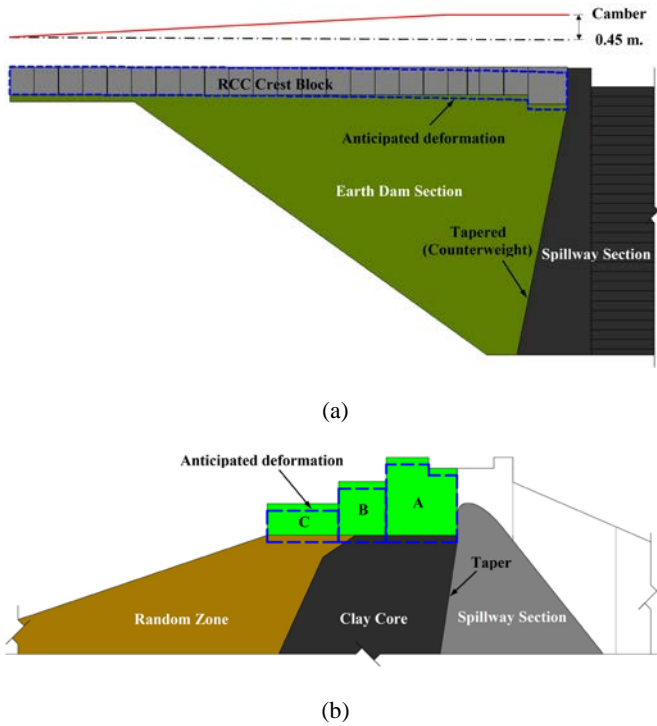 Camber
0.45 m.
RCC Crest Block
Anticipated deformation
Earth Dam Section
Tapered
(Counterweight)
Spillway Section
(a)
Anticipated deformation
A
B
C
Taper
Random Zone
Clay Core
Spillway Section
(b)